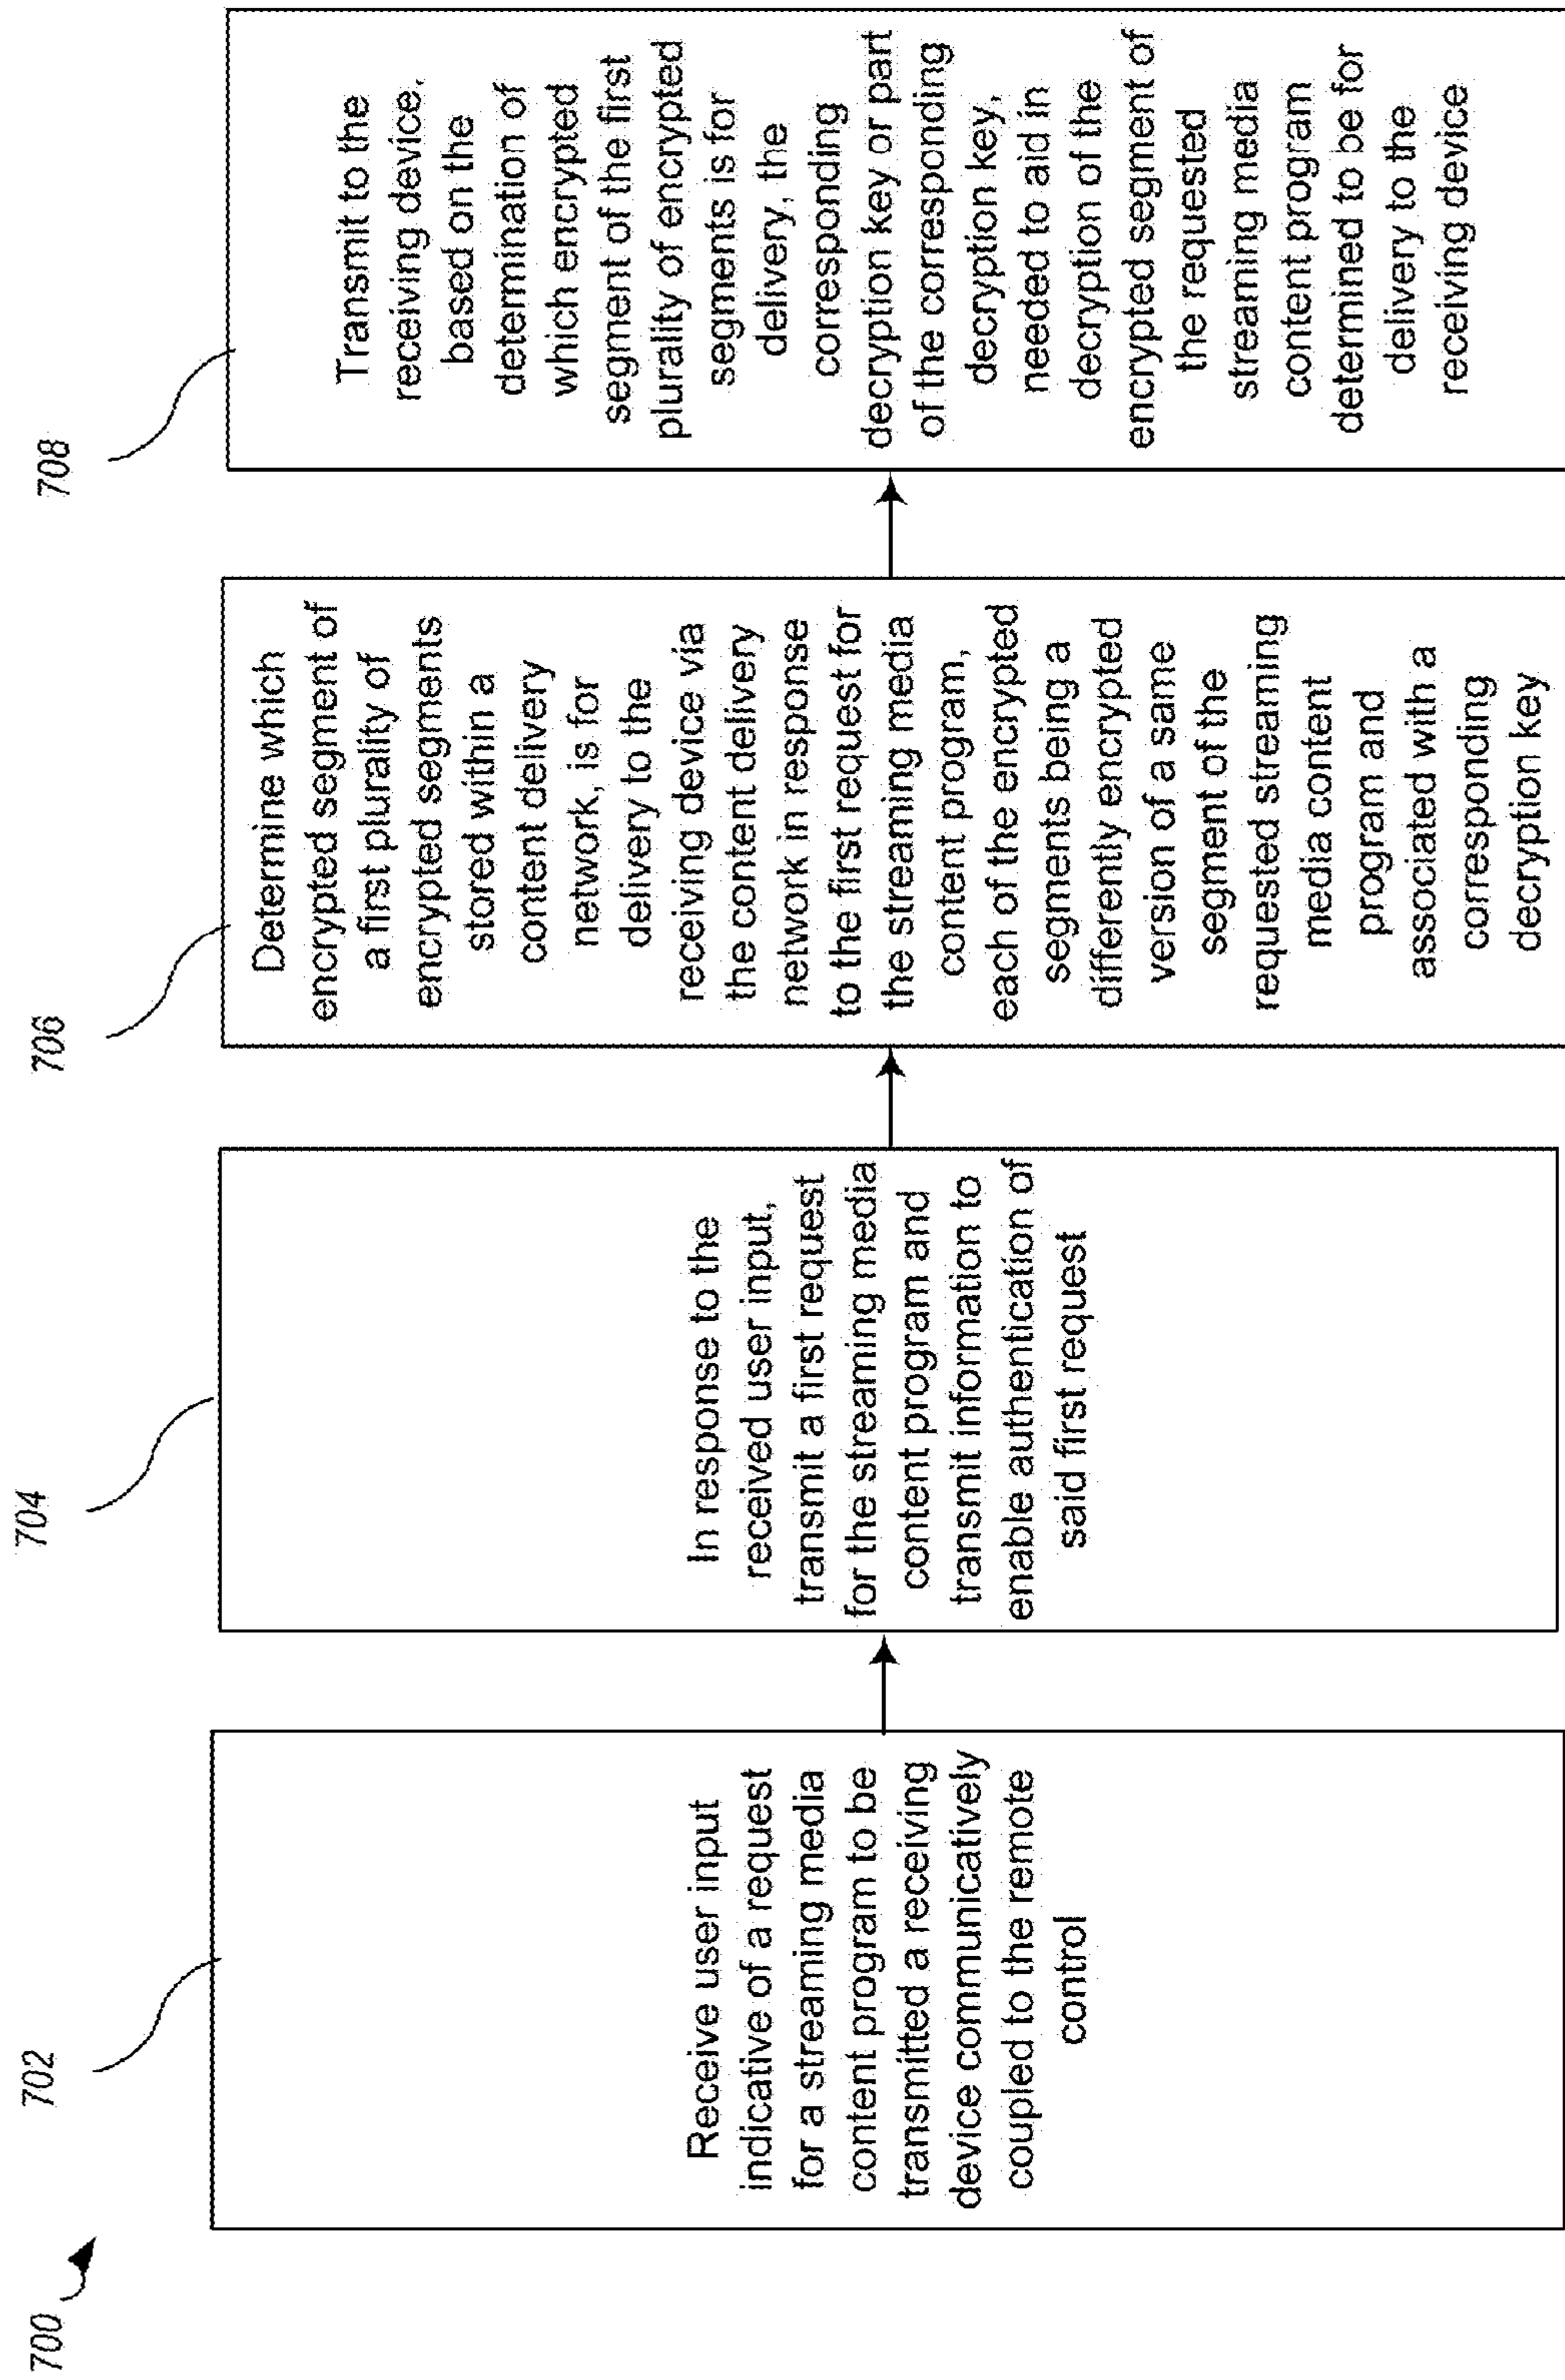 700
702
Receive user input
indicative of a request
for a streaming media
content program to be
transmitted a receiving
device communicatively
coupled to the remote
control
704
In response to the
received user input,
transmit a first request
for the streaming media
content program and
transmit information to
enable authentication of
said first request
706
Determine which
encrypted segment of
a first plurality of
encrypted segments
stored within a
content delivery
network, is for
delivery to the
receiving device via
the content delivery
network in response
to the first request for
the streaming media
content program,
each of the encrypted
segments being a
differently encrypted
version of a same
segment of the
requested streaming
media content
program and
associated with a
corresponding
decryption key
708
Transmit to the
receiving device,
based on the
determination of
which encrypted
segment of the first
plurality of encrypted
segments is for
delivery, the
corresponding
decryption key or part
of the corresponding
decryption key,
needed to aid in
decryption of the
encrypted segment of
the requested
streaming media
content program
determined to be for
delivery to the
receiving device